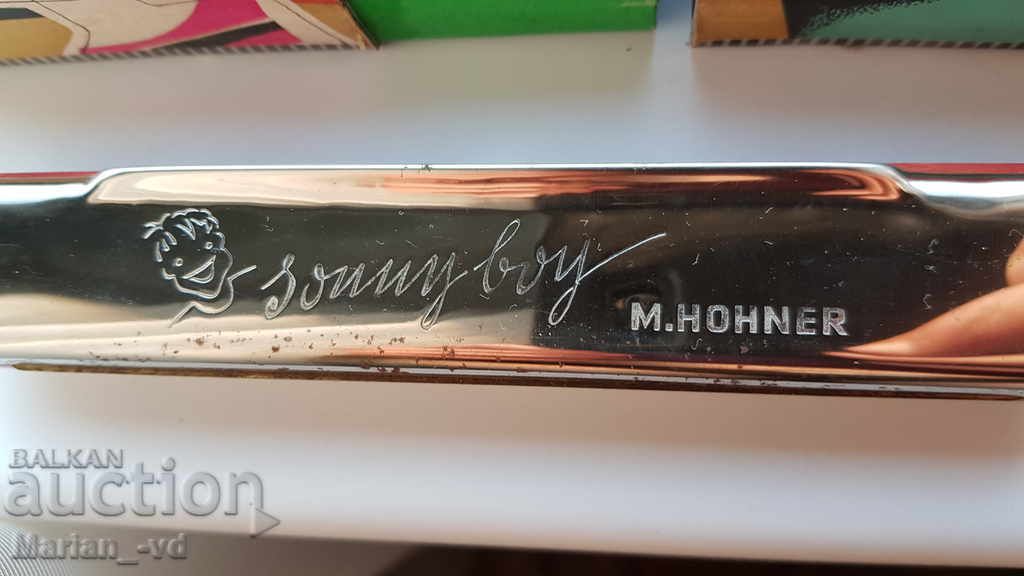 sonny boy
M.HOHNER
BALKAN
auction
Marian_-vd